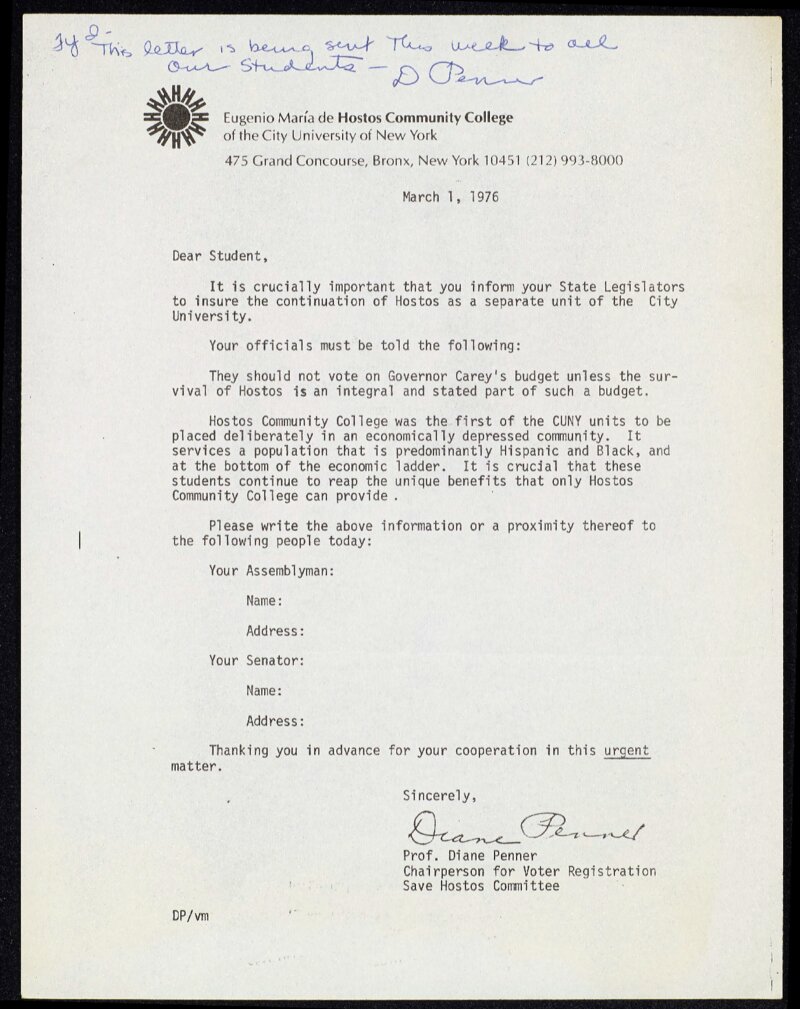 FYI- This letter is being sent This week to all
our Students — D Penner
Eugenio María de Hostos Community College
of the City University of New York
475 Grand Concourse, Bronx, New York 10451 (212) 993-8000
March 1, 1976
Dear Student,
It is crucially important that you inform your State Legislators
to insure the continuation of Hostos as a separate unit of the City
University.
Your officials must be told the following:
They should not vote on Governor Carey's budget unless the sur-
vival of Hostos is an integral and stated part of such a budget.
Hostos Community College was the first of the CUNY units to be
placed deliberately in an economically depressed community. It
services a population that is predominantly Hispanic and Black, and
at the bottom of the economic ladder. It is crucial that these
students continue to reap the unique benefits that only Hostos
Community College can provide .
Please write the above information or a proximity thereof to
the following people today:
Your Assemblyman:
Name:
Address:
Your Senator:
Name:
Address:
Thanking you in advance for your cooperation in this urgent
matter.
Sincerely,
Diane Penner
Prof. Diane Penner
Chairperson for Voter Registration
Save Hostos Committee
DP/vm